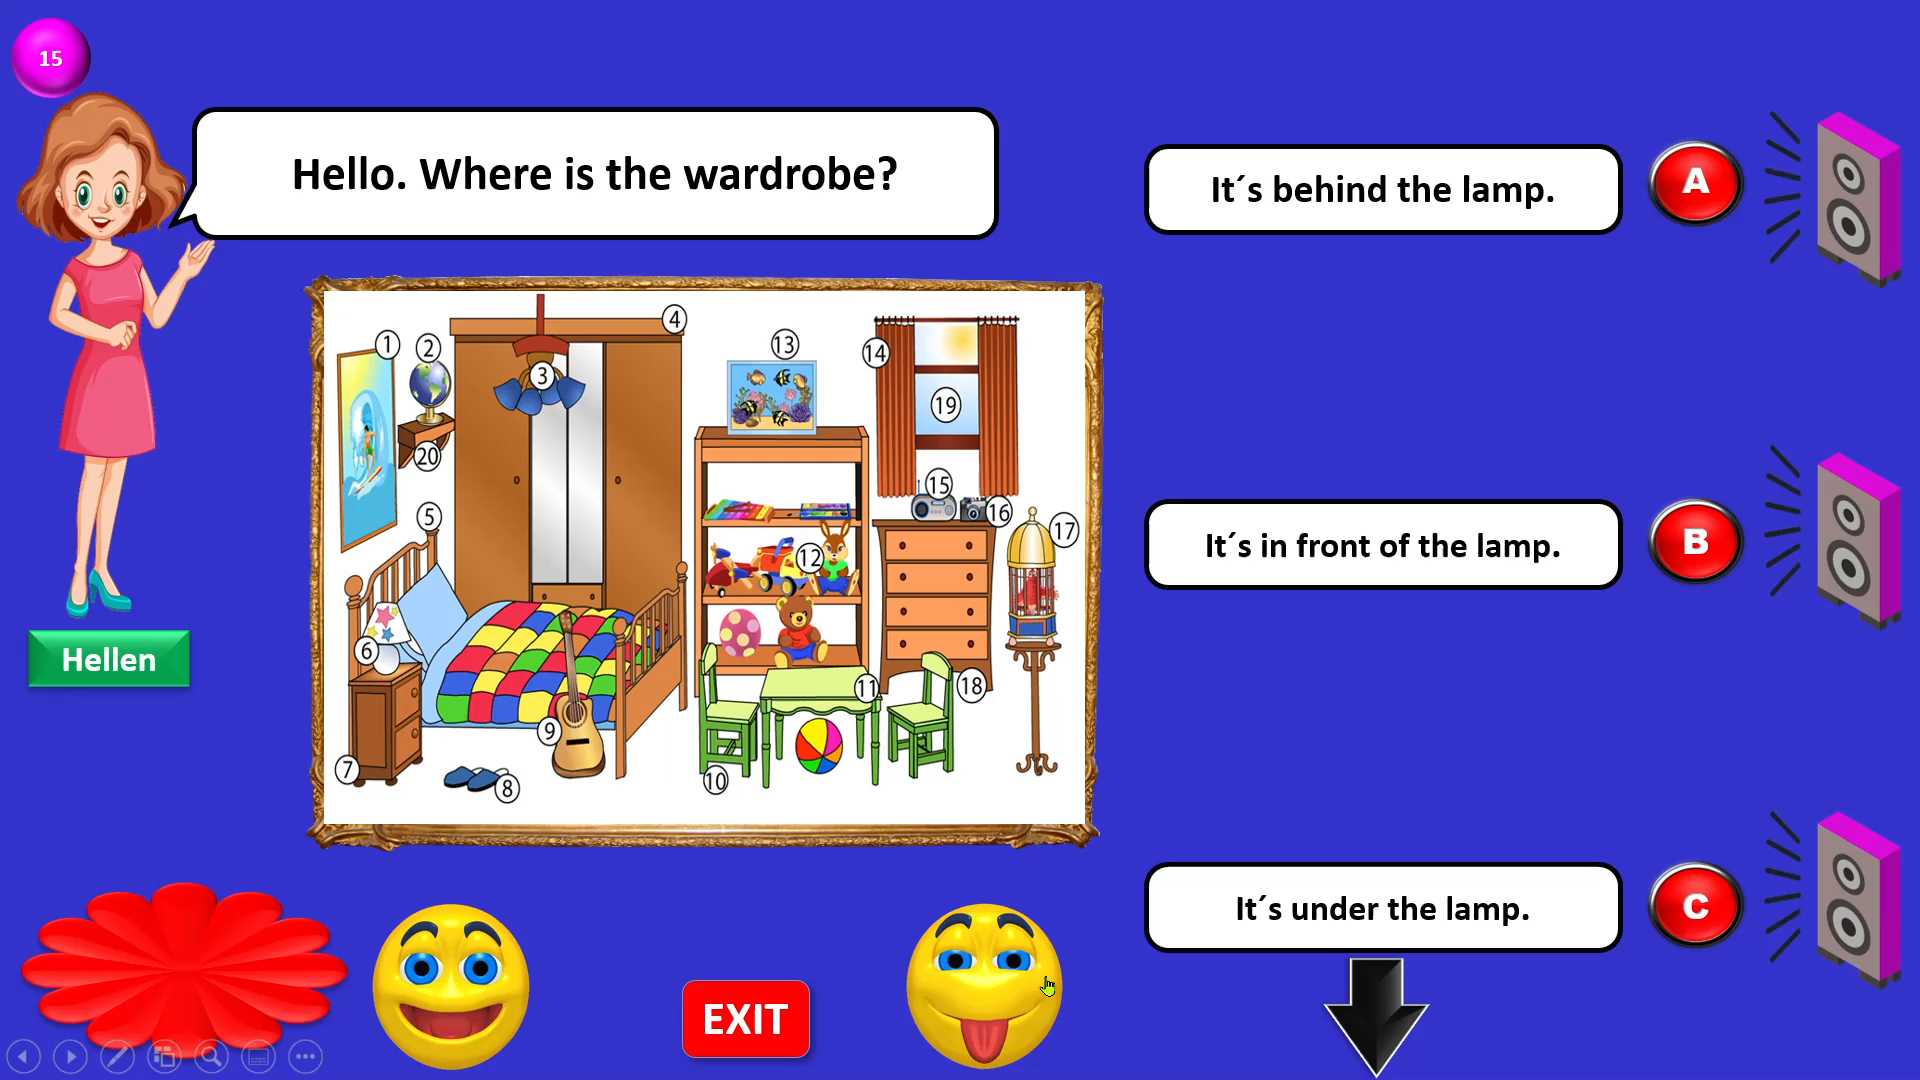 15
Hello. Where is the wardrobe?
It´s behind the lamp.
A
1
2
3
4
13
14
19
15
16
17
20
5
12
6
11
18
9
7
8
10
It´s in front of the lamp.
B
Hellen
It´s under the lamp.
C
EXIT